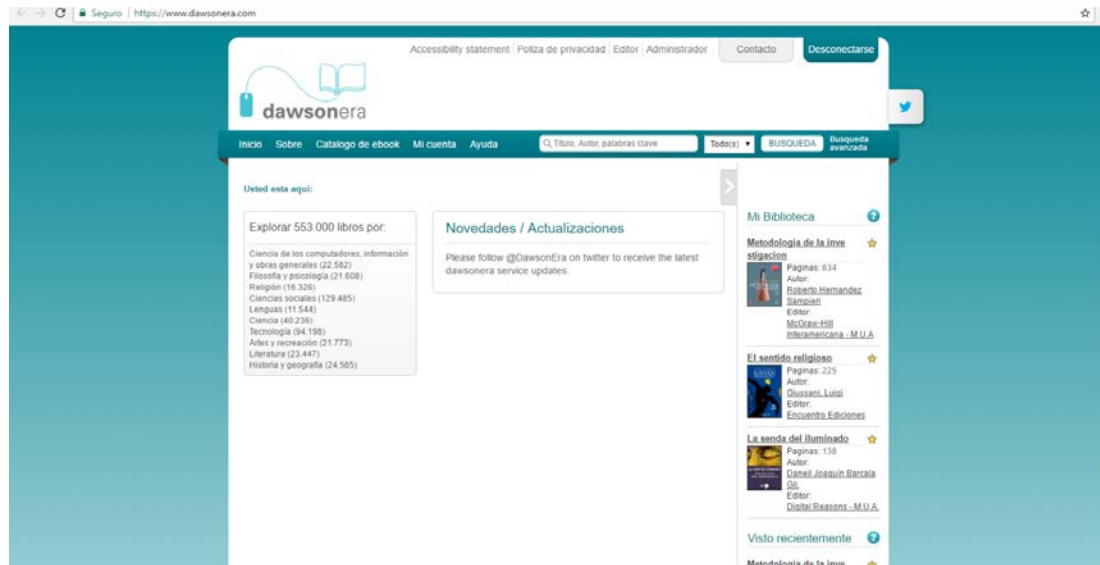 Seguro | https://www.dawsonera.com
Accessibility statement Poliza de privacidad Editor Administrador Contacto Desconectarse
dawsonera
Inicio Sobre Catalogo de ebook Mi cuenta Ayuda Titulo, Autor, palabras clave Todo(s) BUSQUEDA Busqueda
avanzada
Usted esta aqui:
Explorar 553.000 libros por:
Ciencia de los computadores, información
y obras generales (22.582)
Filosofía y psicología (21.608)
Religión (16.326)
Ciencias sociales (129.485)
Lenguas (11.544)
Ciencia (40.236)
Tecnología (94.198)
Artes y recreación (21.773)
Literatura (23.447)
Historia y geografía (24.565)
Novedades / Actualizaciones
Please follow @DawsonEra on twitter to receive the latest
dawsonera service updates.
Mi Biblioteca ?
Metodologia de la inve
stigacion
Paginas: 634
Autor:
Roberto Hernandez
Sampieri
Editor:
McGraw-Hill
Interamericana - M.U.A
El sentido religioso
Paginas: 225
Autor:
Giussani, Luigi
Editor:
Encuentro Ediciones
La senda del iluminado
Paginas: 138
Autor:
Daneil Joaquin Barcala
Gil,
Editor:
Digital Reasons - M.U.A.
Visto recientemente ?
Metodologia de la inve